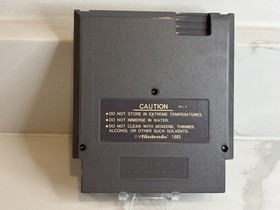 CAUTION
• DO NOT STORE IN EXTREME TEMPERATURES.
• DO NOT IMMERSE IN WATER.
• DO NOT CLEAN WITH BENZENE, THINNER,
ALCOHOL OR OTHER SUCH SOLVENTS.
© Nintendo 1985